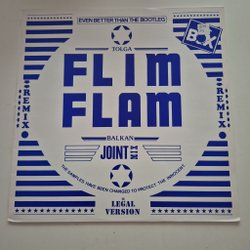 EVEN BETTER THAN THE BOOTLEG
TOLGA
FLIM
FLAM
REMIX
REMIX
BALKAN
JOINT MIX
THE SAMPLES HAVE BEEN CHANGED TO PROTECT THE INNOCENT.
LEGAL
VERSION